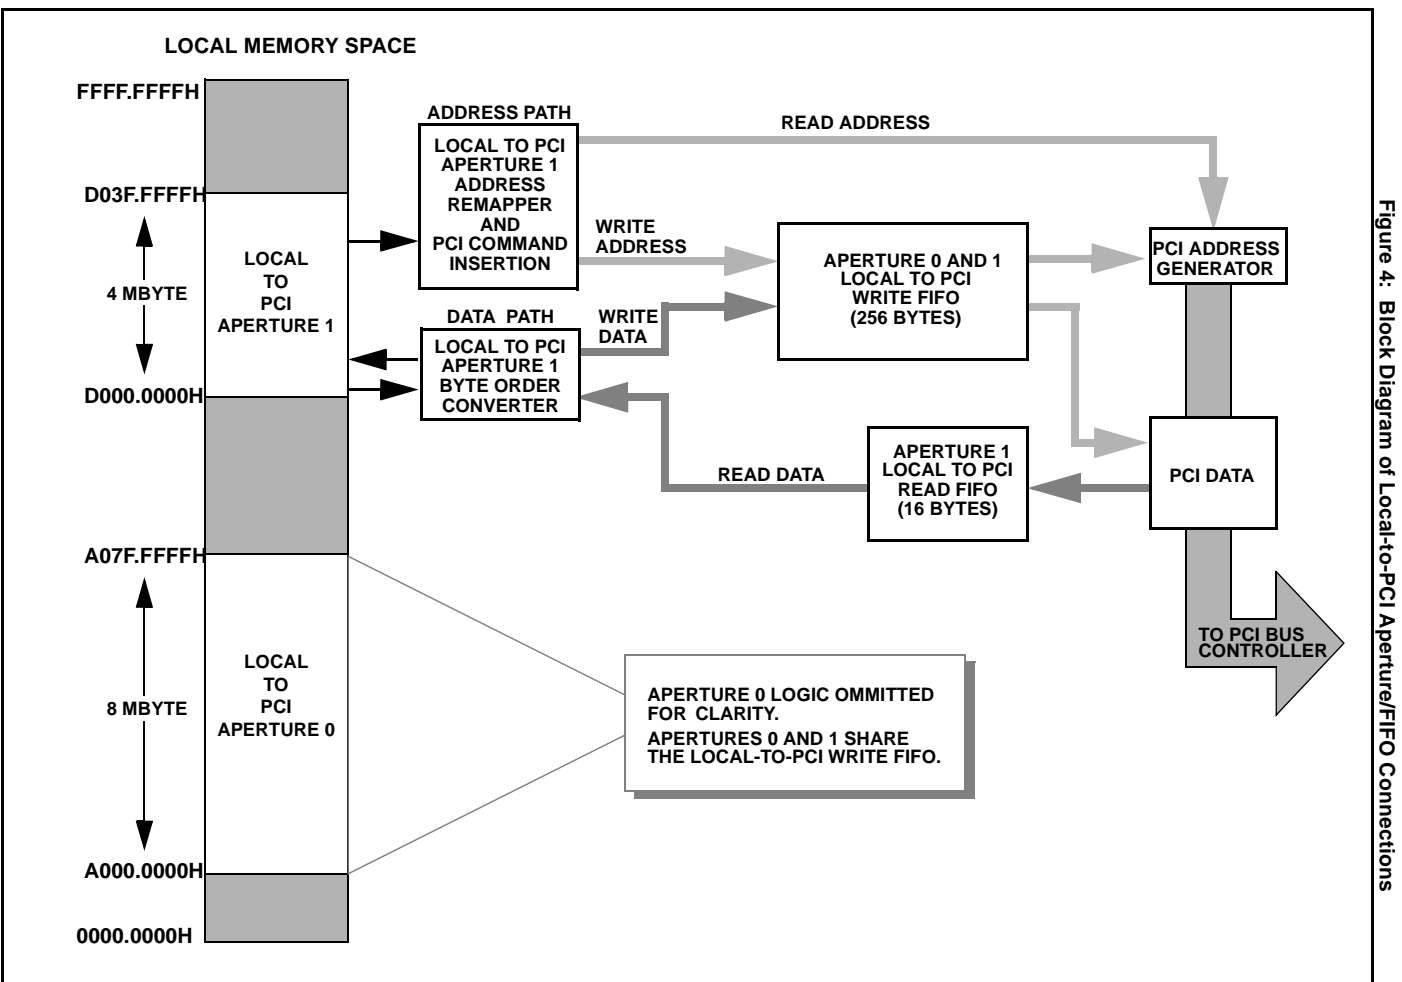 LOCAL MEMORY SPACE
FFFF.FFFFH
D03F.FFFFH
4 MBYTE
D000.0000H
A07F.FFFFH
8 MBYTE
A000.0000H
0000.0000H
LOCAL
TO
PCI
APERTURE 1
LOCAL
TO
PCI
APERTURE 0
ADDRESS PATH
LOCAL TO PCI
APERTURE 1
ADDRESS
REMAPPER
AND
PCI COMMAND
INSERTION
DATA PATH
LOCAL TO PCI
APERTURE 1
BYTE ORDER
CONVERTER
READ ADDRESS
WRITE
ADDRESS
WRITE
DATA
READ DATA
APERTURE 0 AND 1
LOCAL TO PCI
WRITE FIFO
(256 BYTES)
APERTURE 1
LOCAL TO PCI
READ FIFO
(16 BYTES)
PCI ADDRESS
GENERATOR
PCI DATA
TO PCI BUS
CONTROLLER
APERTURE 0 LOGIC OMMITTED
FOR CLARITY.
APERTURES 0 AND 1 SHARE
THE LOCAL-TO-PCI WRITE FIFO.
Figure 4: Block Diagram of Local-to-PCI Aperture/FIFO Connections